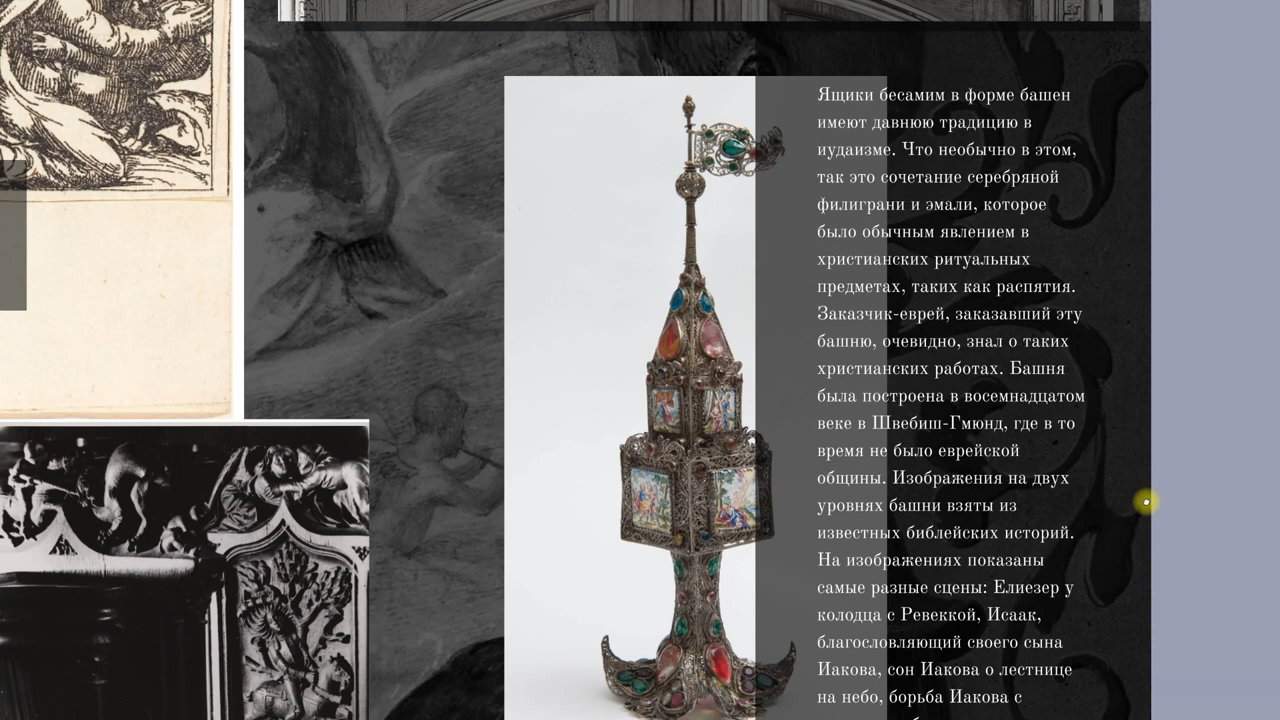 Ящики бесамим в форме башен
имеют давнюю традицию в
иудаизме. Что необычно в этом,
так это сочетание серебряной
филиграни и эмали, которое
было обычным явлением в
христианских ритуальных
предметах, таких как распятия.
Заказчик-еврей, заказавший эту
башню, очевидно, знал о таких
христианских работах. Башня
была построена в восемнадцатом
веке в Швебиш-Гмюнд, где в то
время не было еврейской
общины. Изображения на двух
уровнях башни взяты из
известных библейских историй.
На изображениях показаны
самые разные сцены: Елиезер у
колодца с Ревеккой, Исаак,
благословляющий своего сына
Иакова, сон Иакова о лестнице
на небо, борьба Иакова с